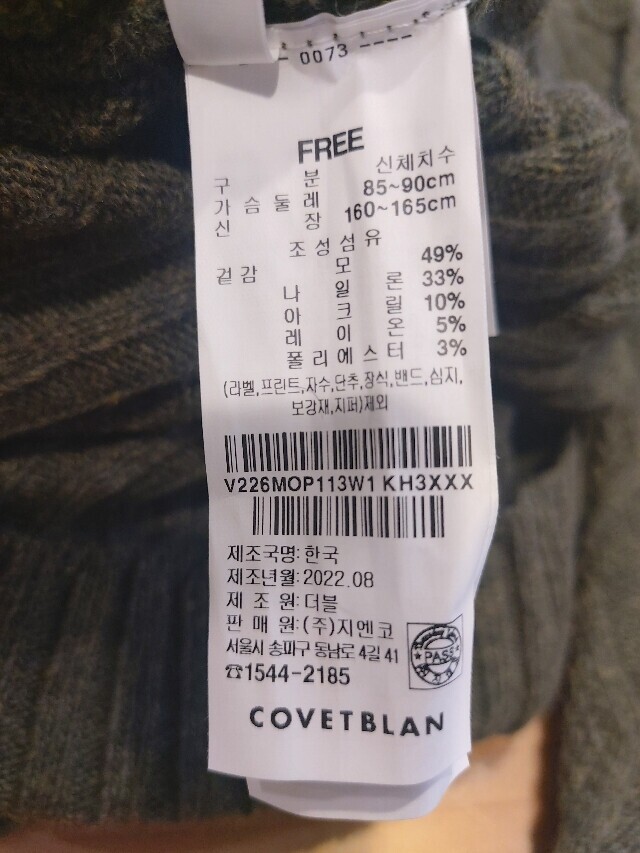 0073
FREE
구 분 신체치수
가 슴 둘 레 85~90cm
신 장 160~165cm
조 성 섬 유
겉 감 모 49%
나 일 론 33%
아 크 릴 10%
레 이 온 5%
폴 리 에 스 터 3%
(라벨,프린트,자수,단추,장식,밴드,심지,
보강재,지퍼)제외
V226MOP113W1 KH3XXX
제조국명: 한국
제조년월: 2022.08
제 조 원: 더블
판 매 원: (주)지엔코
서울시 송파구 동남로 4길 41
☎1544-2185
PASS
COVETBLAN